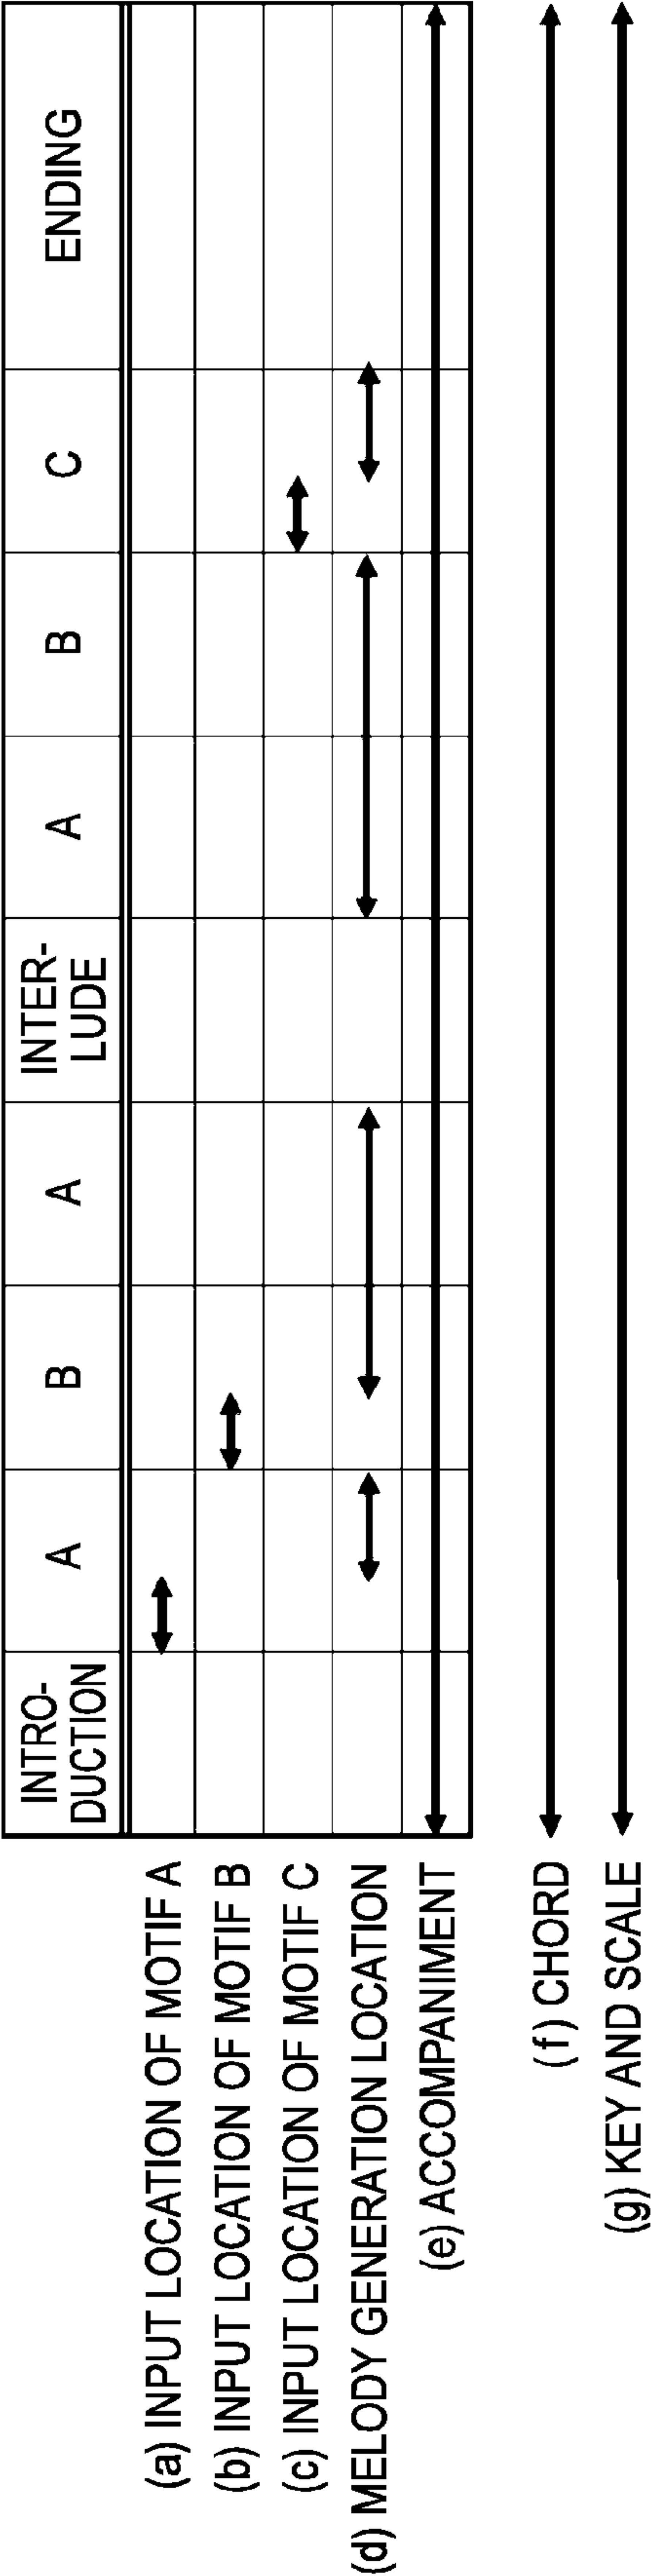 INTRO-
DUCTION
A
B
A
INTER-
LUDE
A
B
C
ENDING
(a) INPUT LOCATION OF MOTIF A
(b) INPUT LOCATION OF MOTIF B
(c) INPUT LOCATION OF MOTIF C
(d) MELODY GENERATION LOCATION
(e) ACCOMPANIMENT
(f) CHORD
(g) KEY AND SCALE